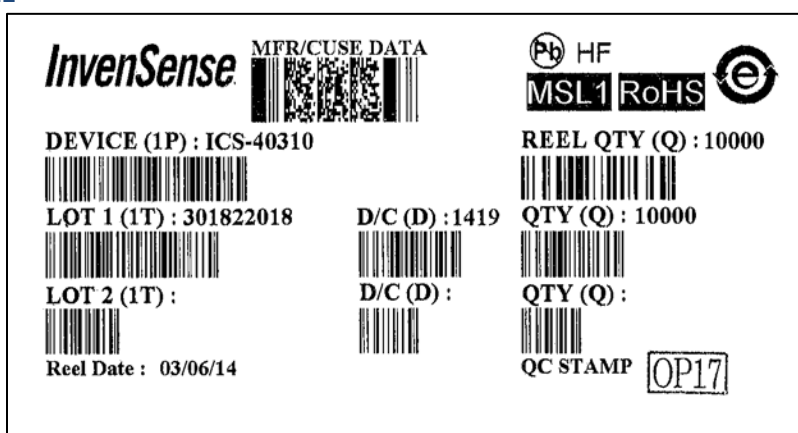 InvenSense
MFR/CUSE DATA
Pb HF
MSL1 RoHS e
DEVICE (1P) : ICS-40310
REEL QTY (Q) : 10000
LOT 1 (1T) : 301822018
D/C (D) :1419
QTY (Q) : 10000
LOT 2 (1T) :
D/C (D) :
QTY (Q) :
Reel Date : 03/06/14
QC STAMP OP17